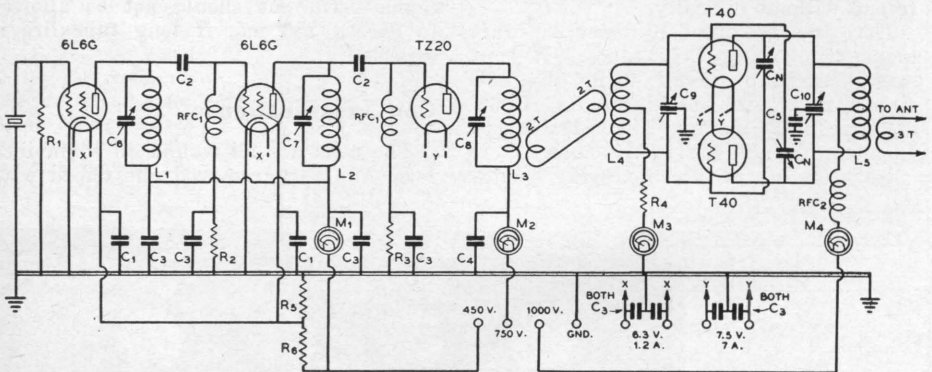 T40
6L6G
6L6G
TZ20
C2
C2
C9
CN
C10
TO ANT
3 T
R1
X
C6
RFC1
X
C7
RFC1
Y
C8
2 T
2 T
Y
Y
C5
CN
L1
L2
L3
L4
L5
T40
R4
RFC2
M1
M2
M3
M4
C1
C3
C3
R2
C1
C3
R3
C3
C4
R5
R6
450 V.
750 V.
1000 V.
GND.
BOTH
C3
X
X
6.3 V.
1.2 A.
Y
Y
7.5 V.
7 A.
BOTH
C3